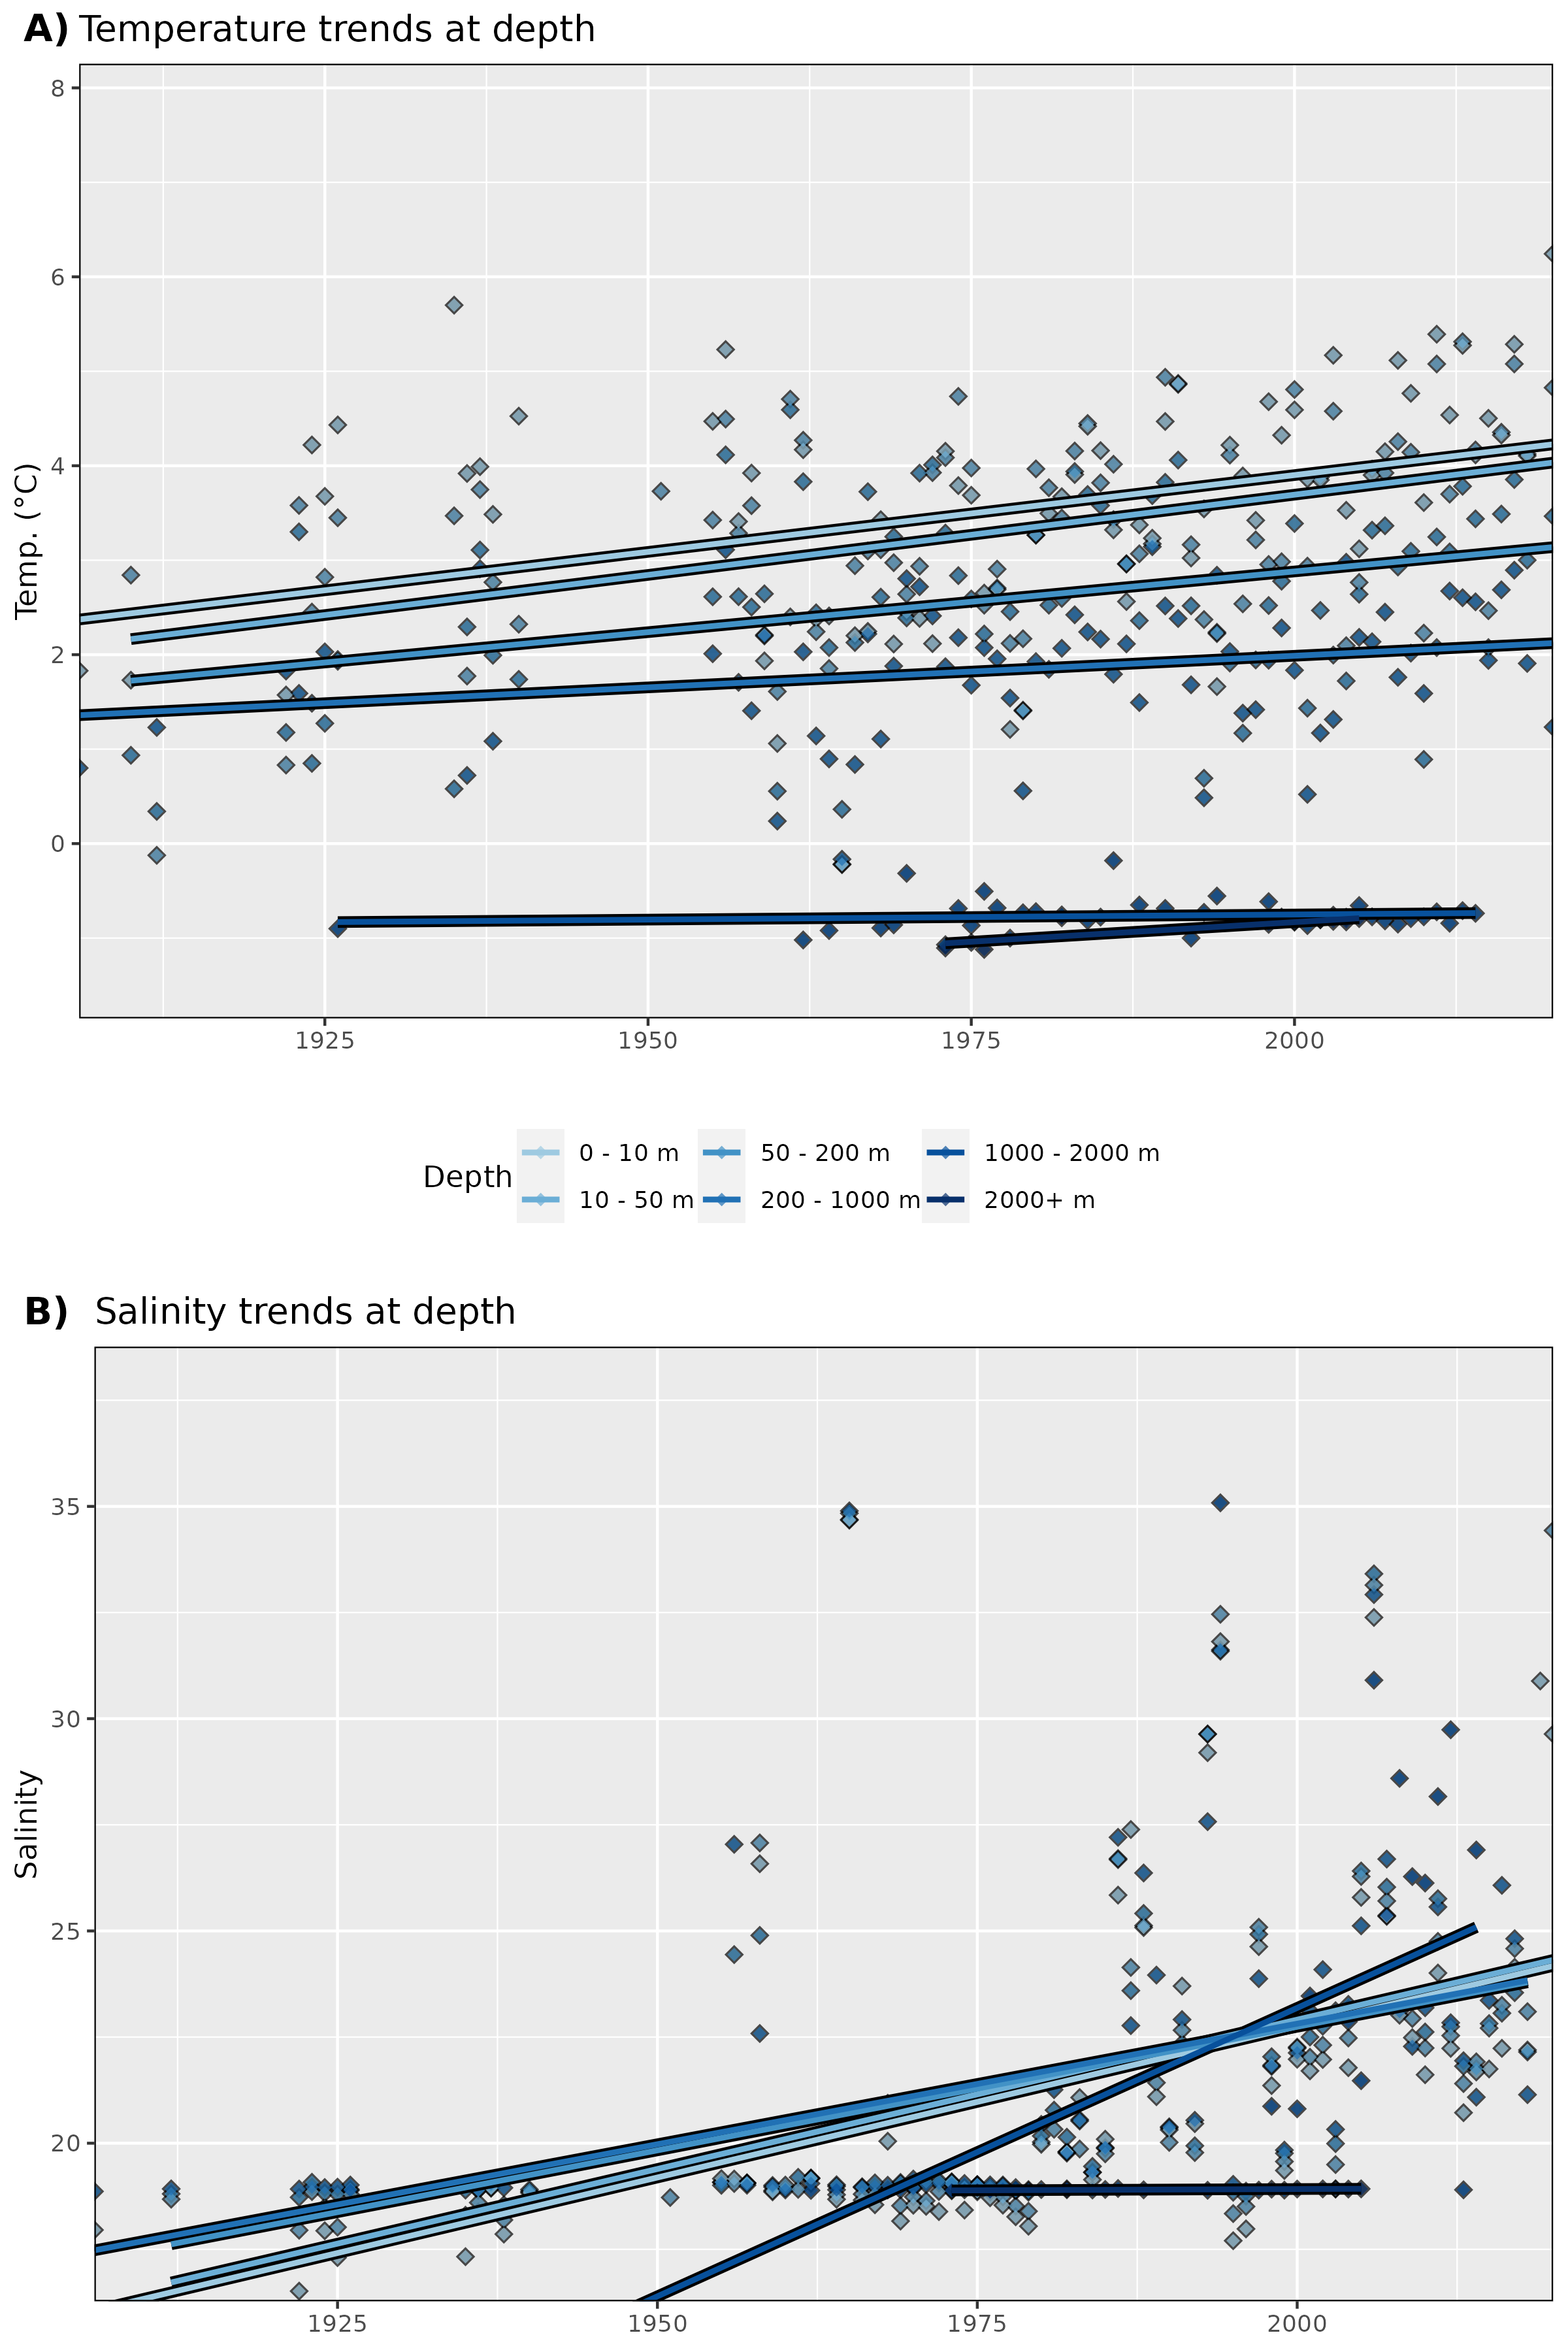 A) Temperature trends at depth
8
6
4
2
0
Temp. (°C)
1925 1950 1975 2000
Depth
0 - 10 m 50 - 200 m 1000 - 2000 m
10 - 50 m 200 - 1000 m 2000+ m
B) Salinity trends at depth
35
30
25
20
Salinity
1925 1950 1975 2000